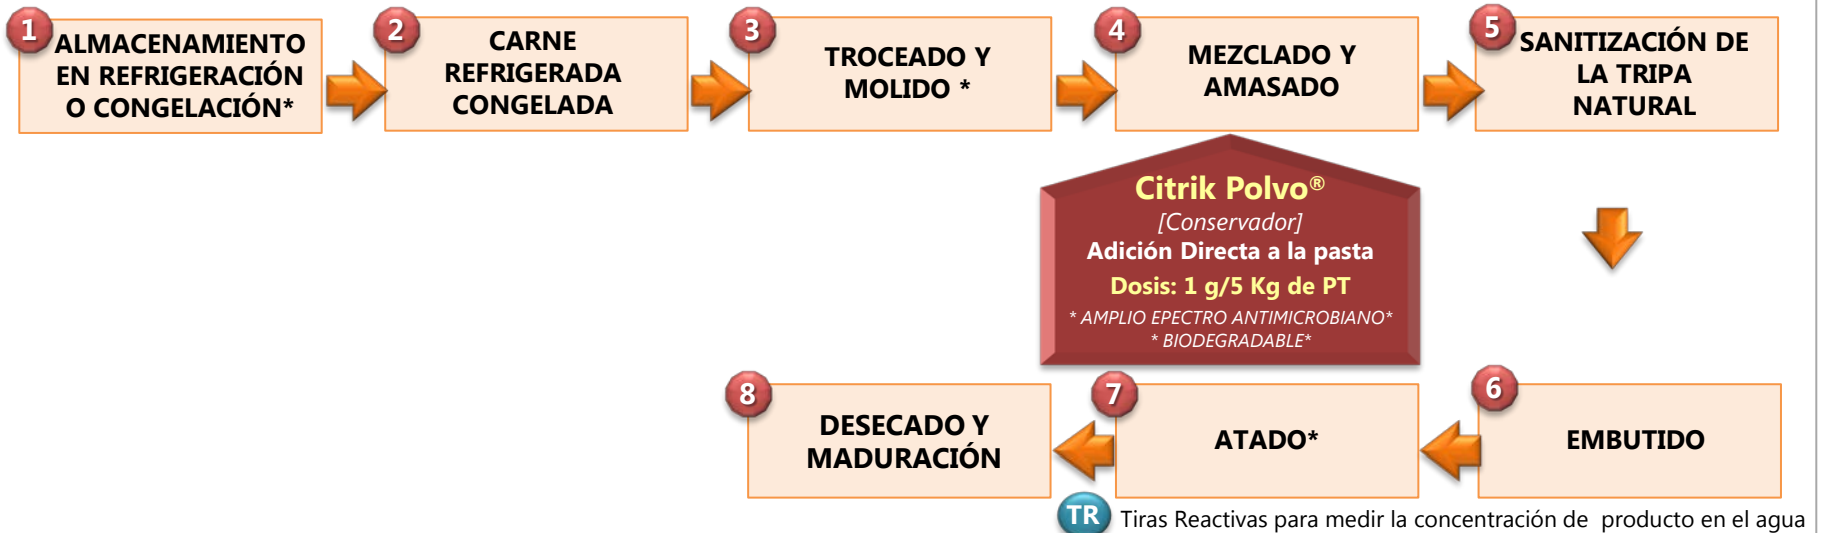 1
ALMACENAMIENTO
EN REFRIGERACIÓN
O CONGELACIÓN*
2
CARNE
REFRIGERADA
CONGELADA
3
TROCEADO Y
MOLIDO *
4
MEZCLADO Y
AMASADO
5
SANITIZACIÓN DE
LA TRIPA
NATURAL
Citrik Polvo®
[Conservador]
Adición Directa a la pasta
Dosis: 1 g/5 Kg de PT
* AMPLIO EPECTRO ANTIMICROBIANO*
* BIODEGRADABLE*
6
EMBUTIDO
7
ATADO*
8
DESECADO Y
MADURACIÓN
TR Tiras Reactivas para medir la concentración de producto en el agua